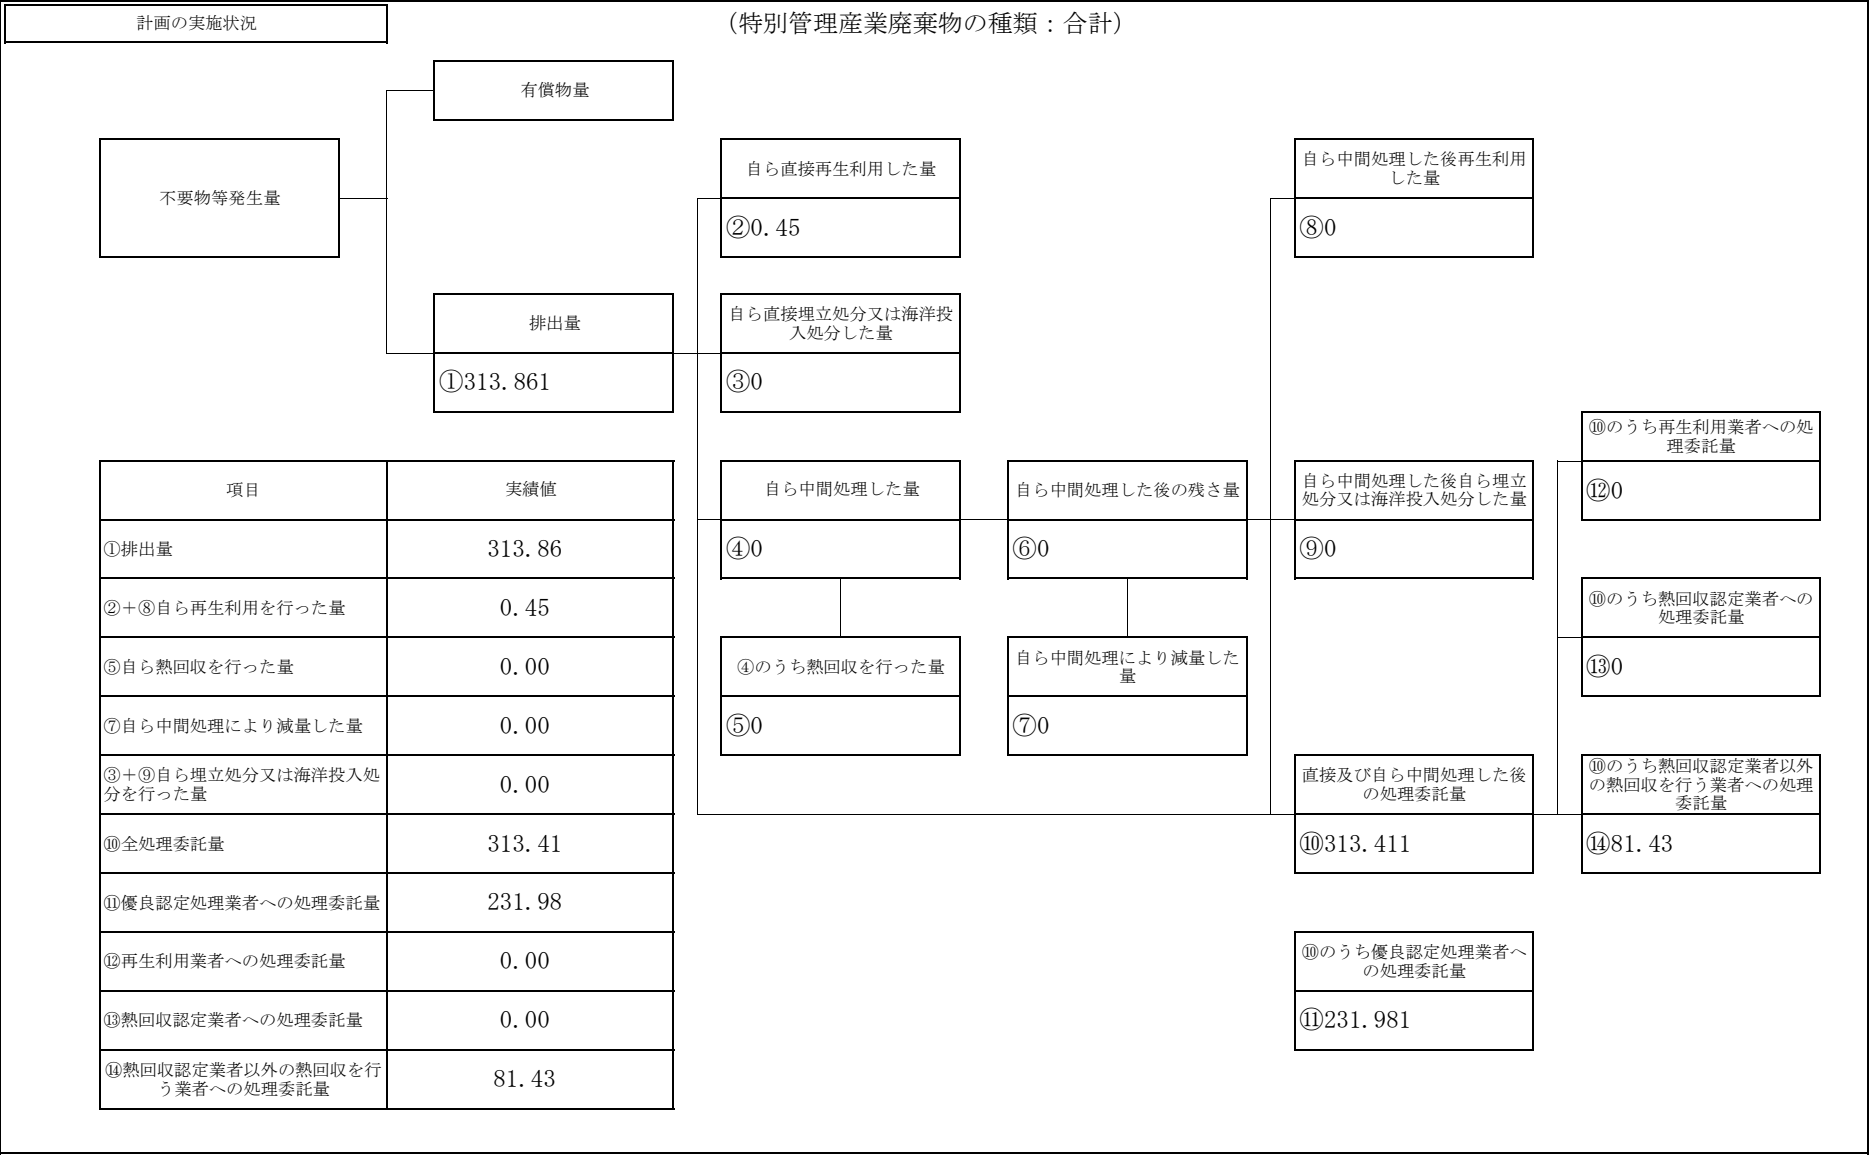 計画の実施状況
（特別管理産業廃棄物の種類：合計）
有償物量
不要物等発生量
自ら直接再生利用した量
②0.45
自ら中間処理した後再生利用
した量
⑧0
排出量
①313.861
自ら直接埋立処分又は海洋投
入処分した量
③0
項目
実績値
①排出量
313.86
②＋⑧自ら再生利用を行った量
0.45
⑤自ら熱回収を行った量
0.00
⑦自ら中間処理により減量した量
0.00
③＋⑨自ら埋立処分又は海洋投入処
分を行った量
0.00
⑩全処理委託量
313.41
⑪優良認定処理業者への処理委託量
231.98
⑫再生利用業者への処理委託量
0.00
⑬熱回収認定業者への処理委託量
0.00
⑭熱回収認定業者以外の熱回収を行
う業者への処理委託量
81.43
自ら中間処理した量
④0
④のうち熱回収を行った量
⑤0
自ら中間処理した後の残さ量
⑥0
自ら中間処理により減量した
量
⑦0
自ら中間処理した後自ら埋立
処分又は海洋投入処分した量
⑨0
直接及び自ら中間処理した後
の処理委託量
⑩313.411
⑩のうち優良認定処理業者へ
の処理委託量
⑪231.981
⑩のうち再生利用業者への処
理委託量
⑫0
⑩のうち熱回収認定業者への
処理委託量
⑬0
⑩のうち熱回収認定業者以外
の熱回収を行う業者への処理
委託量
⑭81.43